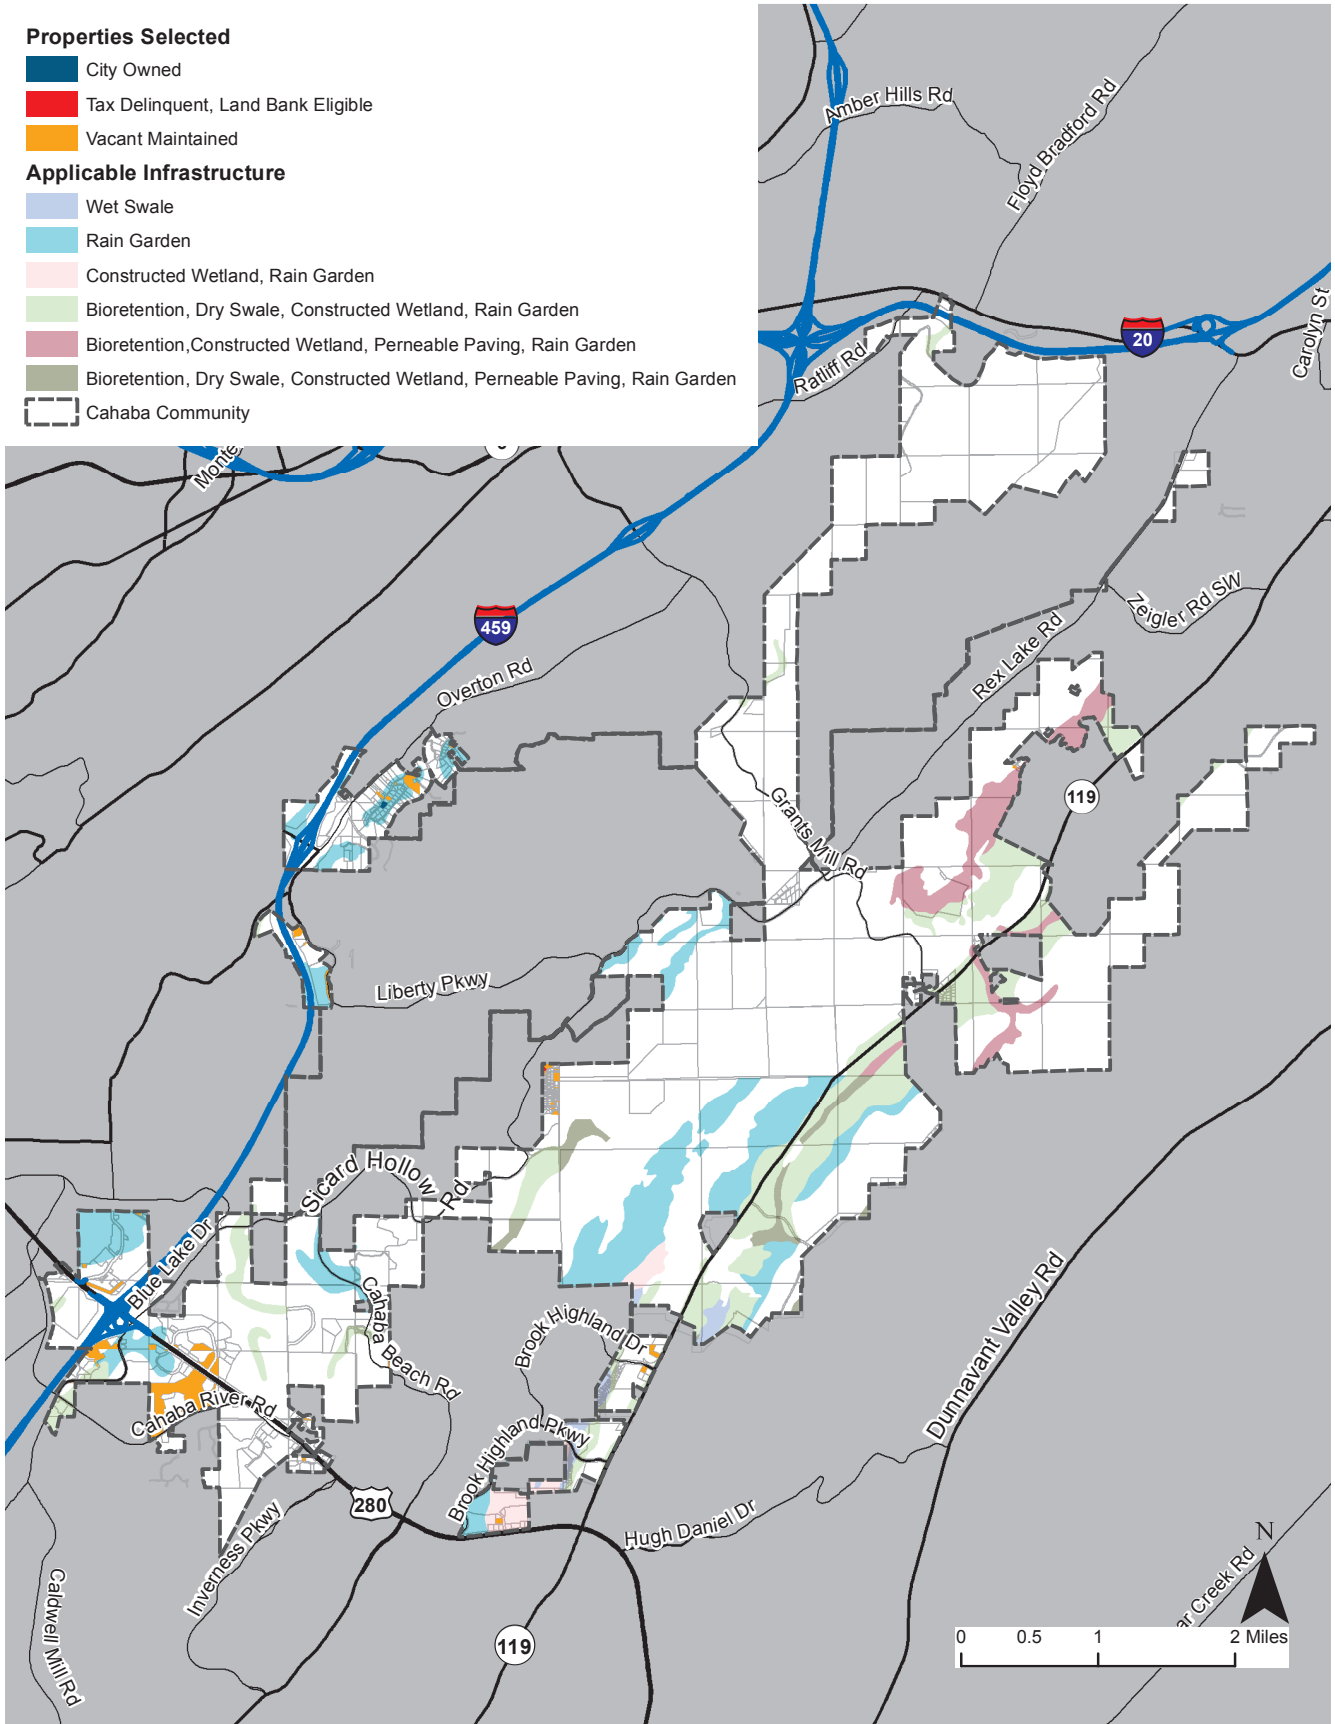 Properties Selected
City Owned
Tax Delinquent, Land Bank Eligible
Vacant Maintained
Applicable Infrastructure
Wet Swale
Rain Garden
Constructed Wetland, Rain Garden
Bioretention, Dry Swale, Constructed Wetland, Rain Garden
Bioretention,Constructed Wetland, Perneable Paving, Rain Garden
Bioretention, Dry Swale, Constructed Wetland, Perneable Paving, Rain Garden
Cahaba Community
Amber Hills Rd
Floyd Bradford Rd
Carolyn St
20
Ratliff Rd
Monte
Zeigler Rd SW
459
Rex Lake Rd
Overton Rd
119
Grants Mill Rd
Liberty Pkwy
Sicard Hollow Rd
Blue Lake Dr
Cahaba Beach Rd
Brook Highland Dr
Dunnavant Valley Rd
Cahaba River Rd
Brook Highland Pkwy
280
Hugh Daniel Dr
Inverness Pkwy
Caldwell Mill Rd
119
ar Creek Rd
N
0 0.5 1 2 Miles